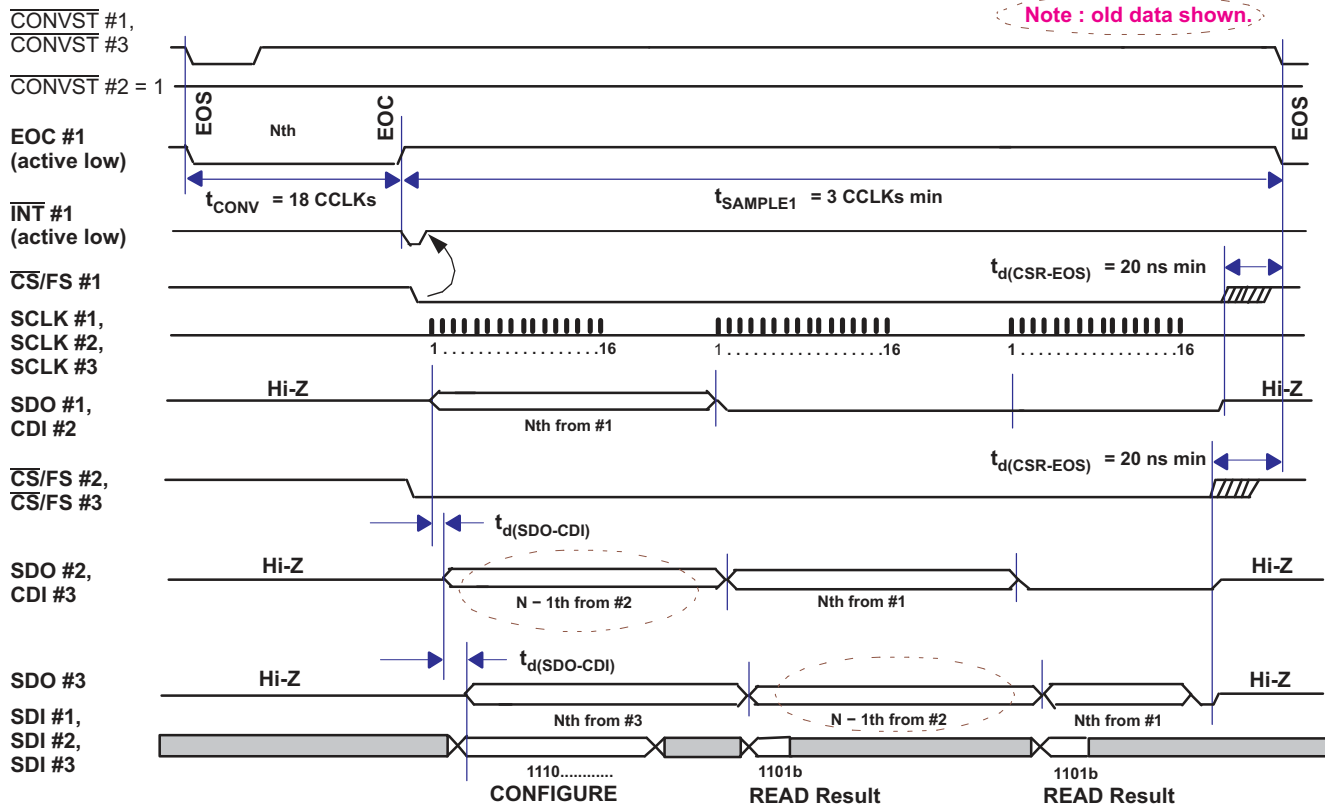 CONVST #1,
CONVST #3
Note : old data shown.
CONVST #2 = 1
EOS
Nth
EOC
EOS
EOC #1
(active low)
tCONV = 18 CCLKs
tSAMPLE1 = 3 CCLKs min
INT #1
(active low)
td(CSR-EOS) = 20 ns min
CS/FS #1
SCLK #1,
SCLK #2,
SCLK #3
1 . . . . . . . . . . . . . . . . . .16
1 . . . . . . . . . . . . . . . . . .16
1 . . . . . . . . . . . . . . . . . .16
Hi-Z
Hi-Z
SDO #1,
CDI #2
Nth from #1
td(CSR-EOS) = 20 ns min
CS/FS #2,
CS/FS #3
td(SDO-CDI)
Hi-Z
Hi-Z
SDO #2,
CDI #3
N − 1th from #2
Nth from #1
td(SDO-CDI)
SDO #3
Hi-Z
Hi-Z
Nth from #3
N − 1th from #2
Nth from #1
SDI #1,
SDI #2,
SDI #3
1110............
1101b
1101b
CONFIGURE
READ Result
READ Result